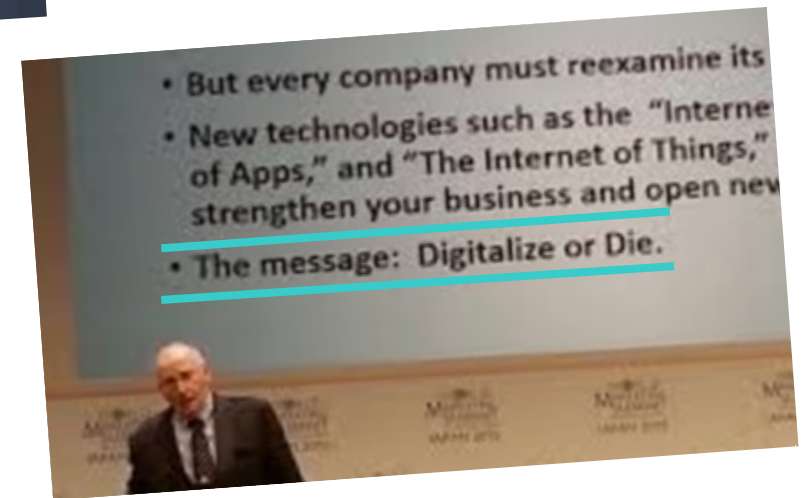 • But every company must reexamine its
• New technologies such as the “Interne
of Apps,” and “The Internet of Things,”
strengthen your business and open new
• The message: Digitalize or Die.